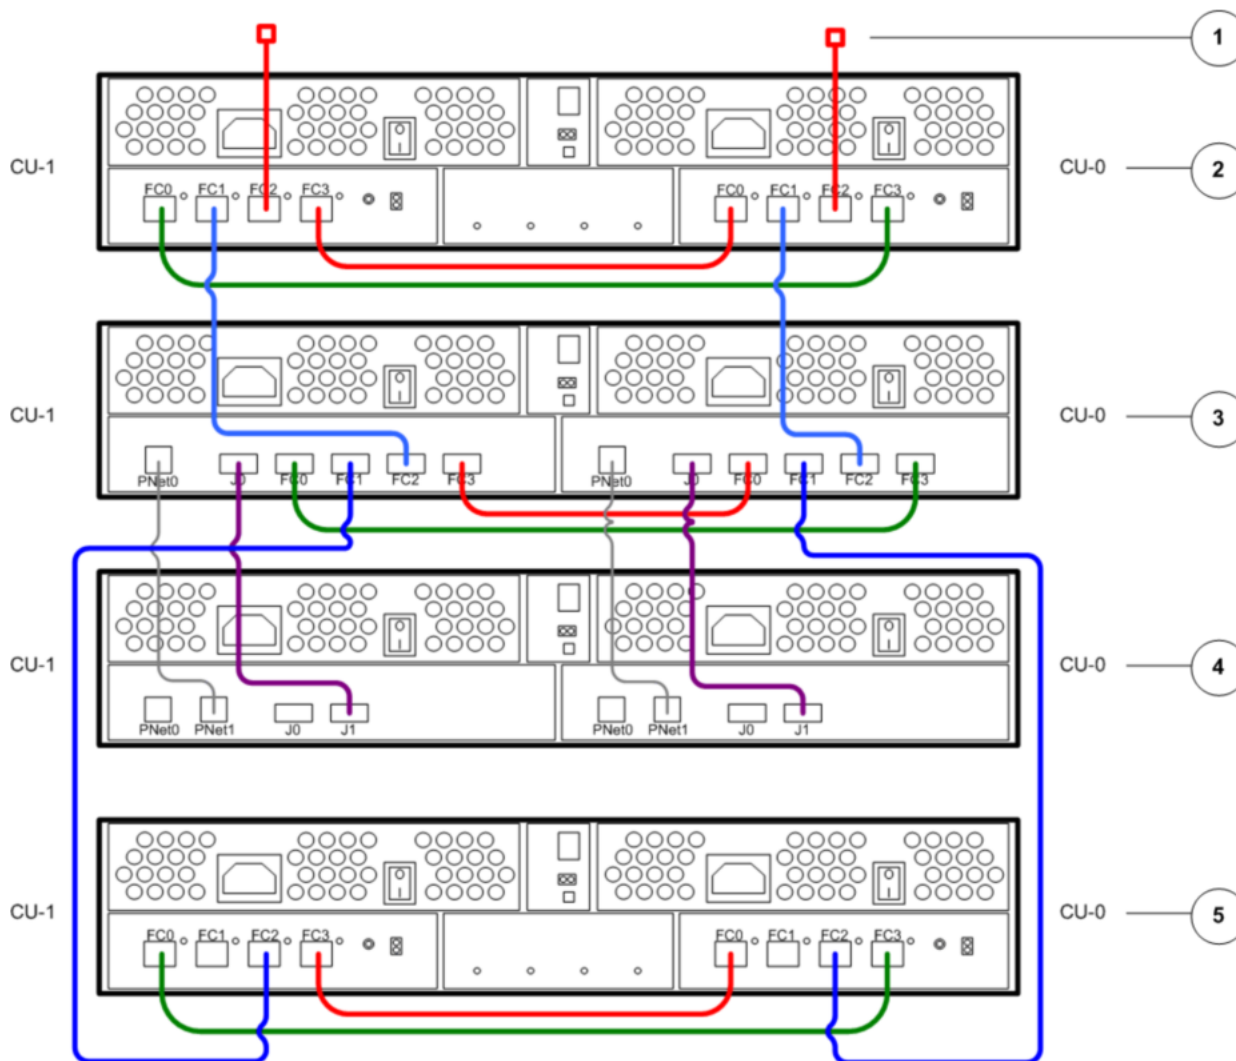 1
CU-1 CU-0 2
FC0 FC1 FC2 FC3 FC0 FC1 FC2 FC3
CU-1 CU-0 3
PNet0 J0 FC0 FC1 FC2 FC3 PNet0 J0 FC0 FC1 FC2 FC3
CU-1 CU-0 4
PNet0 PNet1 J0 J1 PNet0 PNet1 J0 J1
CU-1 CU-0 5
FC0 FC1 FC2 FC3 FC0 FC1 FC2 FC3